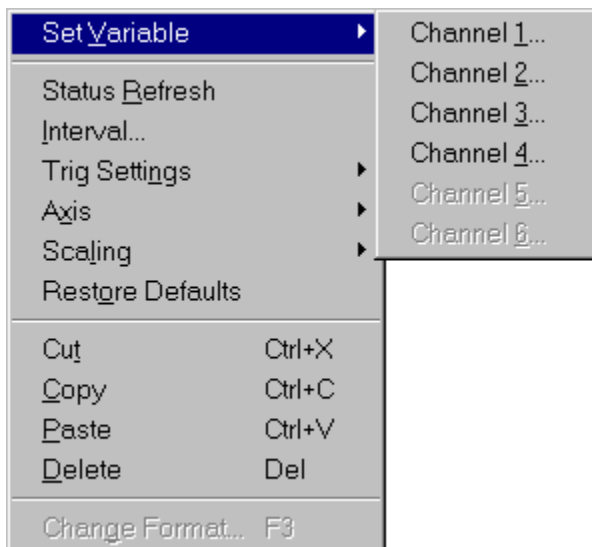 Set Variable
Status Refresh
Interval...
Trig Settings
Axis
Scaling
Restore Defaults
Cut Ctrl+X
Copy Ctrl+C
Paste Ctrl+V
Delete Del
Change Format... F3
Channel 1...
Channel 2...
Channel 3...
Channel 4...
Channel 5...
Channel 6...